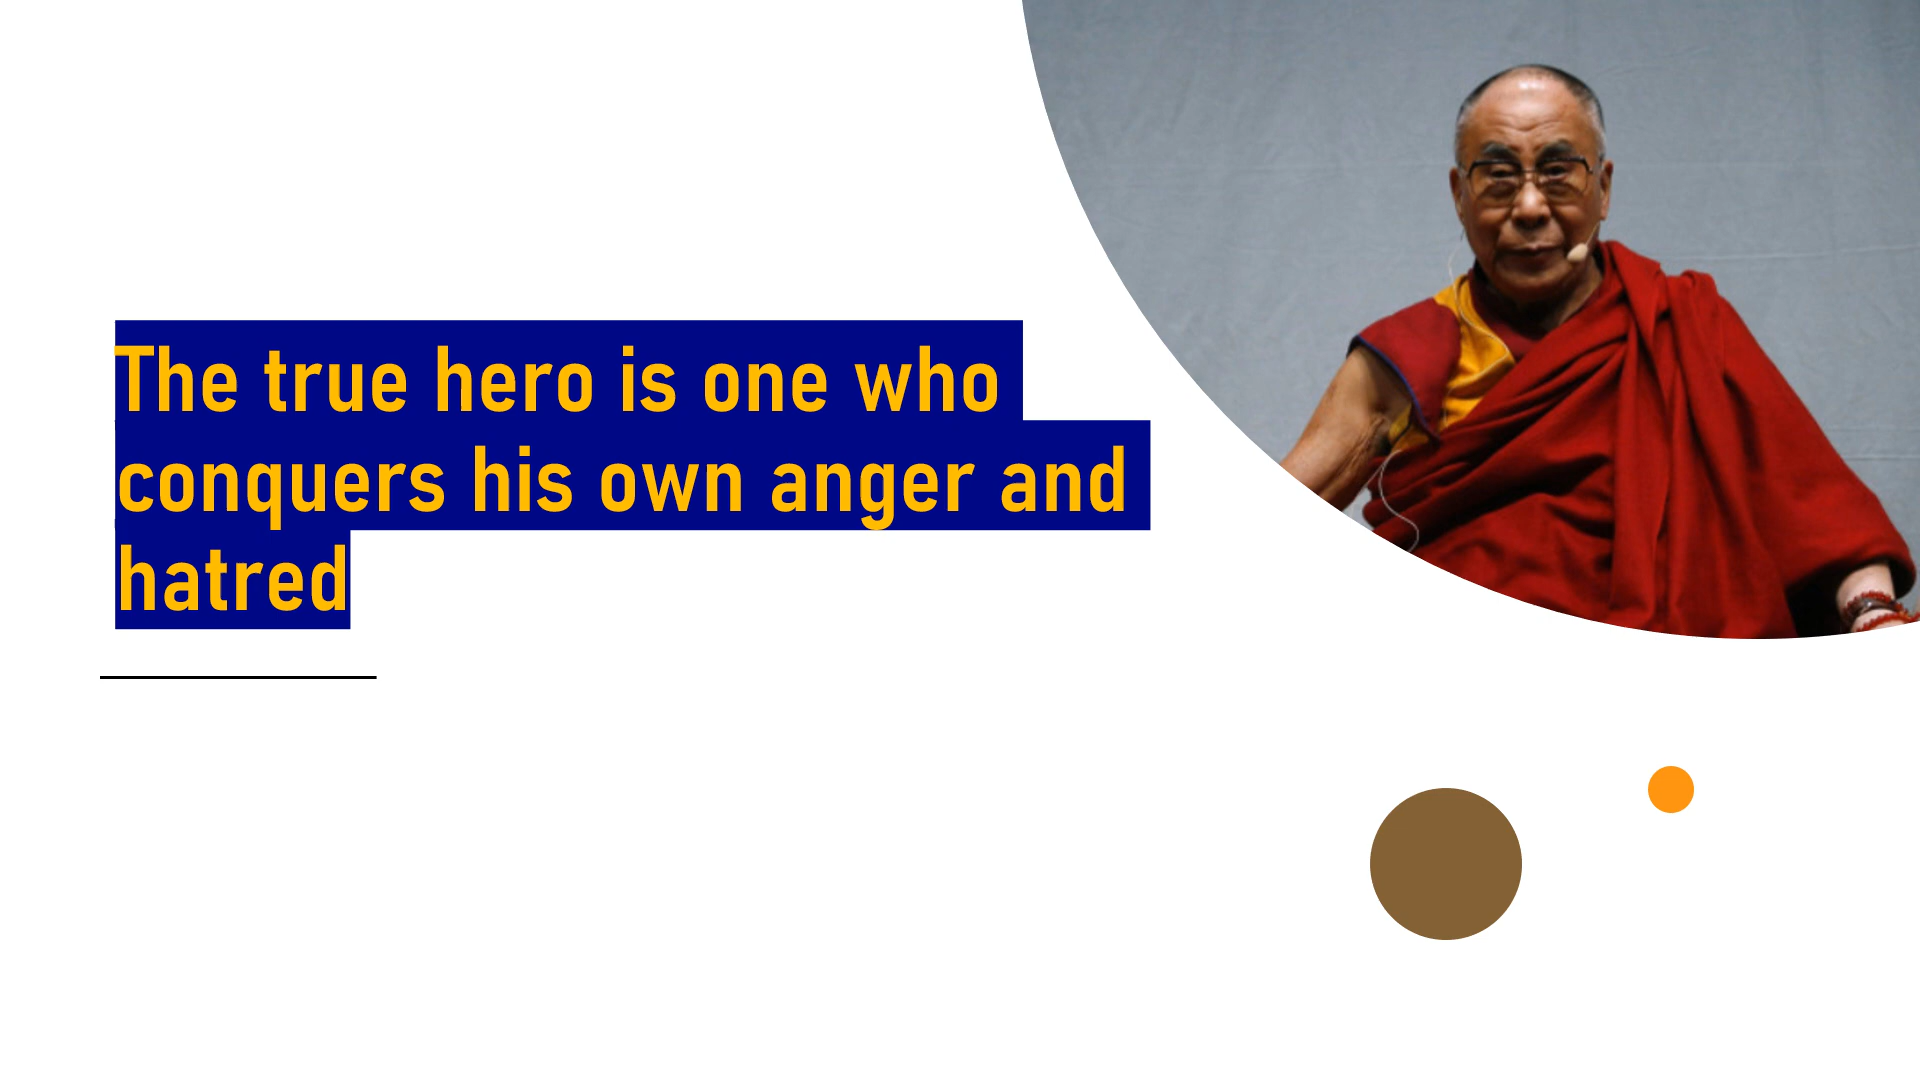 The true hero is one who
conquers his own anger and
hatred